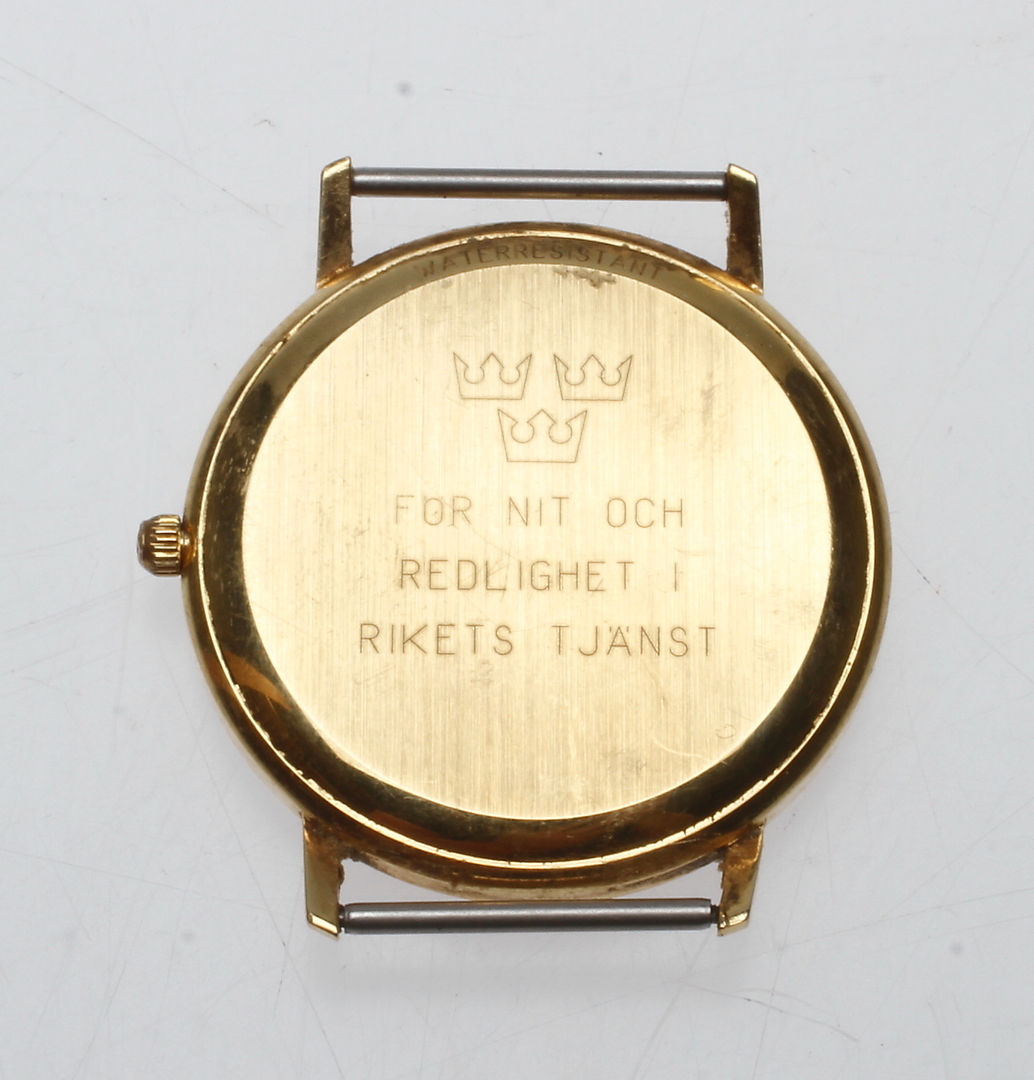 WATERRESISTANT
FÖR NIT OCH
REDLIGHET I
RIKETS TJÄNST